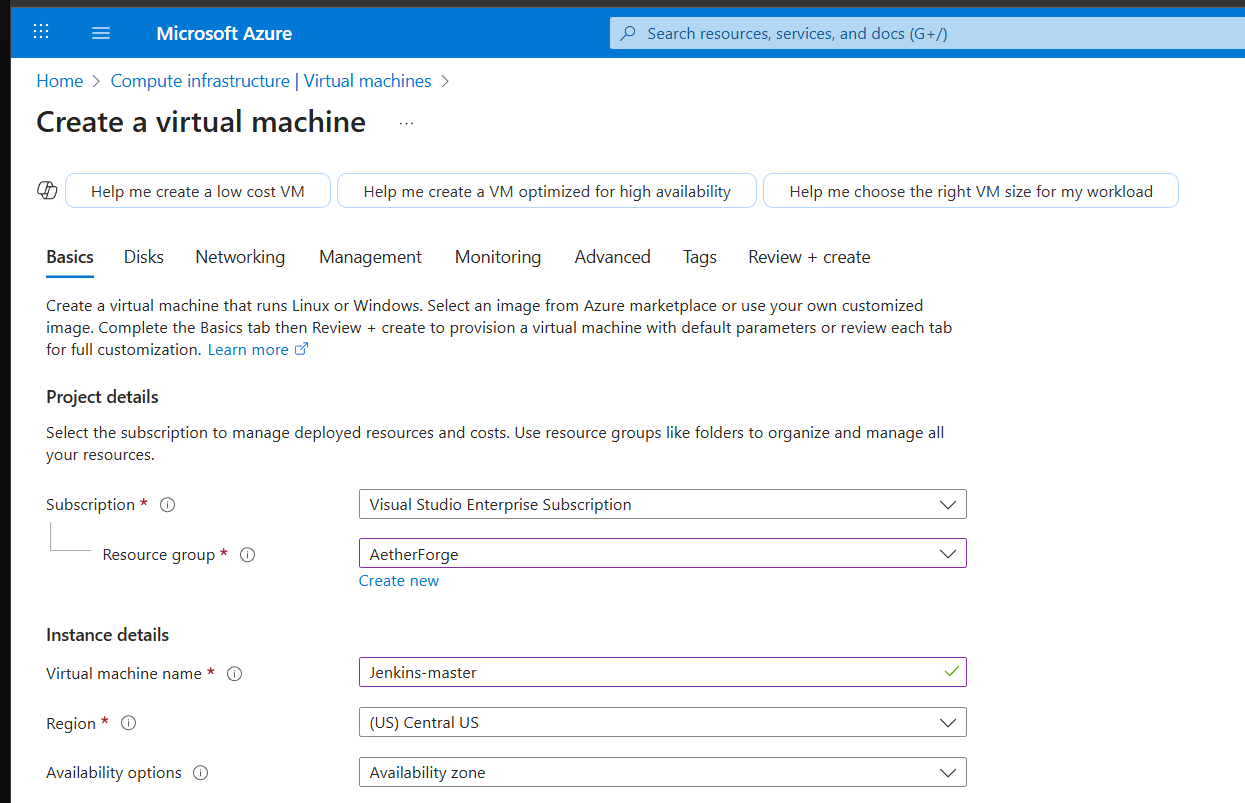 Microsoft Azure
Search resources, services, and docs (G+/)
Home > Compute infrastructure | Virtual machines >
Create a virtual machine ...
Help me create a low cost VM
Help me create a VM optimized for high availability
Help me choose the right VM size for my workload
Basics Disks Networking Management Monitoring Advanced Tags Review + create
Create a virtual machine that runs Linux or Windows. Select an image from Azure marketplace or use your own customized
image. Complete the Basics tab then Review + create to provision a virtual machine with default parameters or review each tab
for full customization. Learn more
Project details
Select the subscription to manage deployed resources and costs. Use resource groups like folders to organize and manage all
your resources.
Subscription * Visual Studio Enterprise Subscription
Resource group * AetherForge
Create new
Instance details
Virtual machine name * Jenkins-master
Region * (US) Central US
Availability options Availability zone